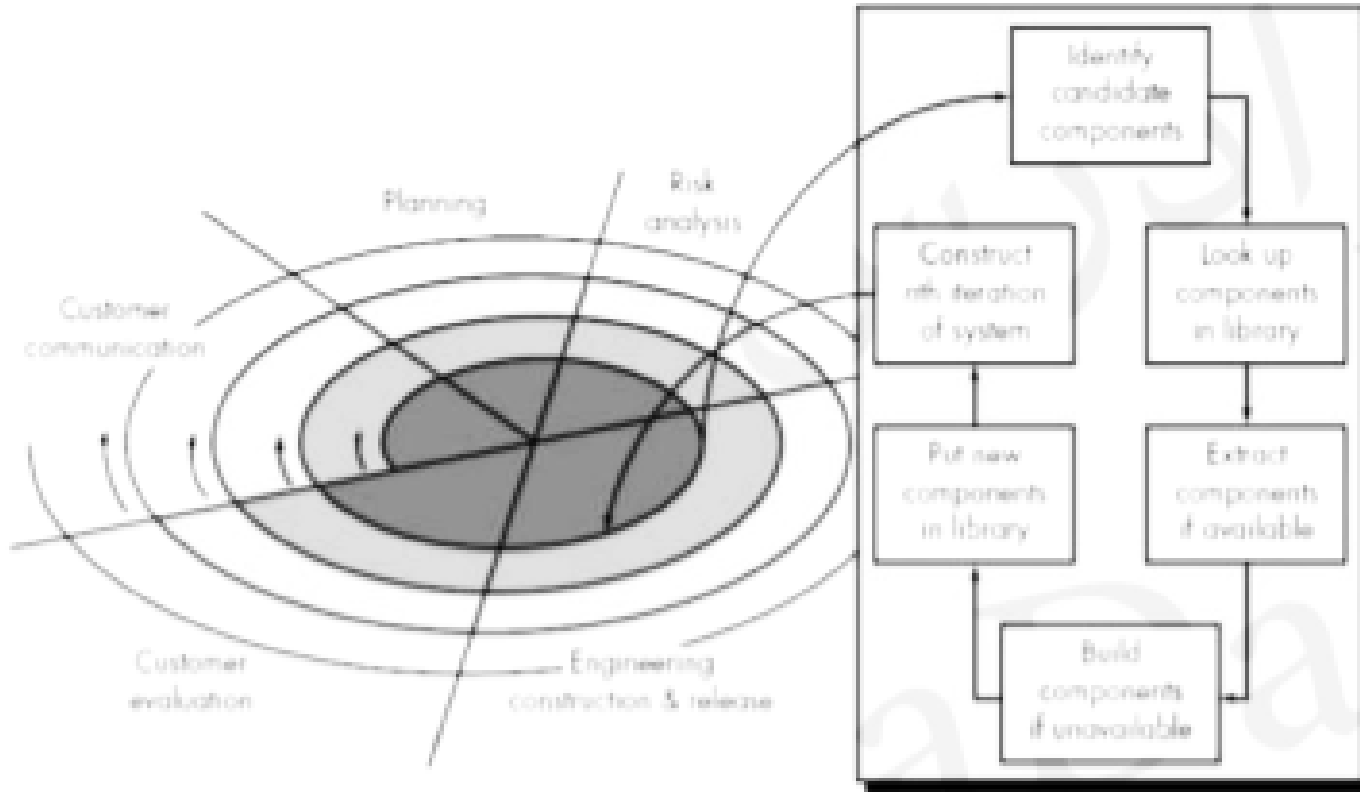 Planning
Risk
analysis
Customer
communication
Customer
evaluation
Engineering
construction & release
Identify
candidate
components
Look up
components
in library
Extract
components
if available
Build
components
if unavailable
Put new
components
in library
Construct
nth iteration
of system